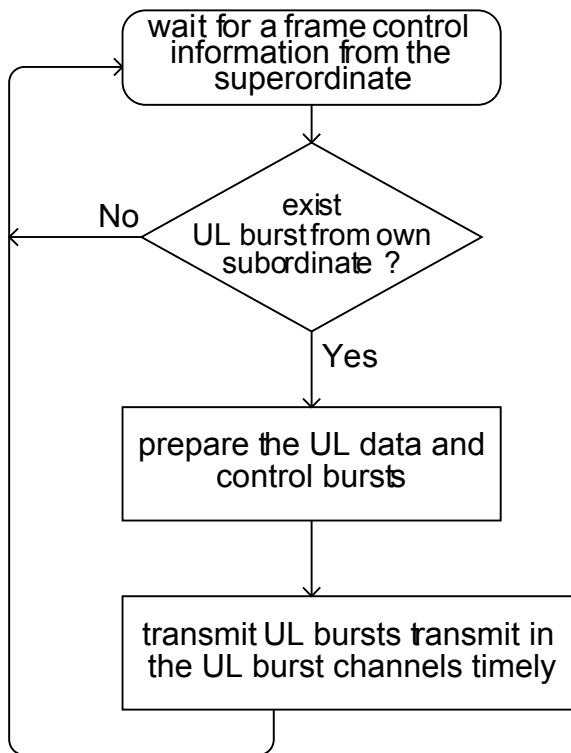 wait for a frame control
information from the
superordinate
No
exist
UL burst from own
subordinate ?
Yes
prepare the UL data and
control bursts
transmit UL bursts transmit in
the UL burst channels timely